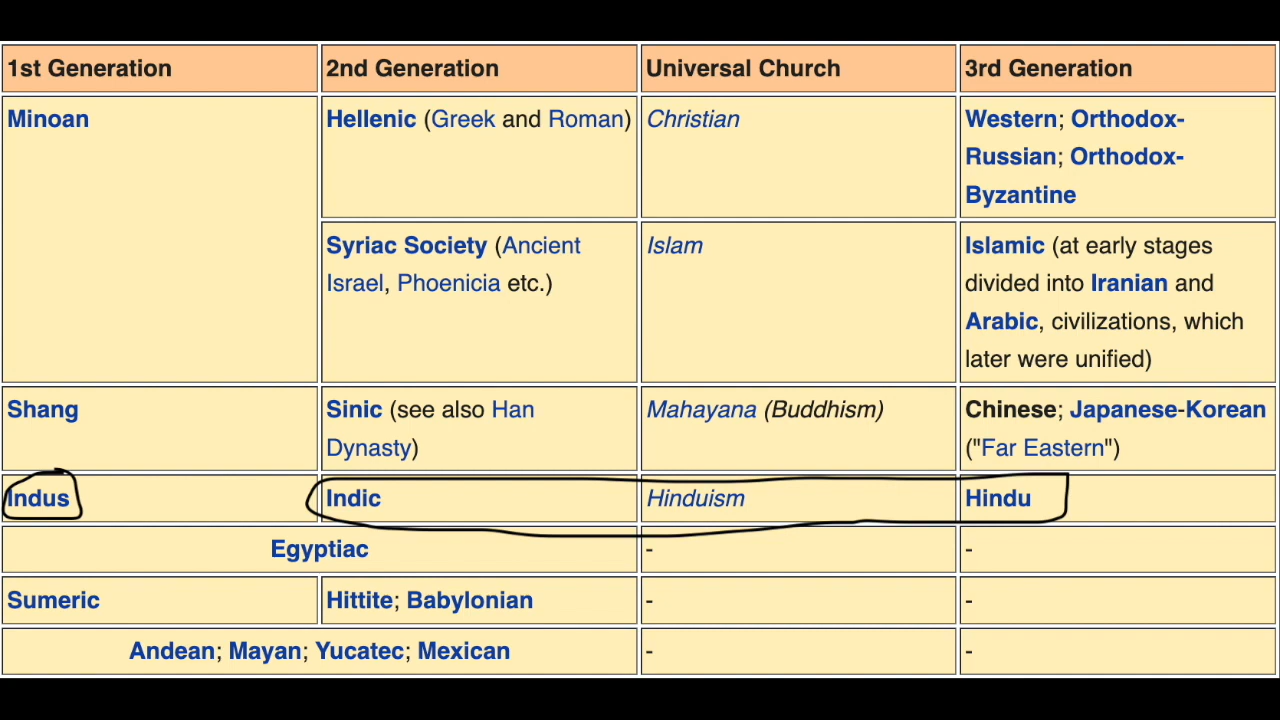 1st Generation
2nd Generation
Universal Church
3rd Generation
Minoan
Hellenic (Greek and Roman)
Christian
Western; Orthodox-
Russian; Orthodox-
Byzantine
Syriac Society (Ancient
Israel, Phoenicia etc.)
Islam
Islamic (at early stages
divided into Iranian and
Arabic, civilizations, which
later were unified)
Shang
Sinic (see also Han
Dynasty)
Mahayana (Buddhism)
Chinese; Japanese-Korean
("Far Eastern")
Indus
Indic
Hinduism
Hindu
Egyptiac
-
-
Sumeric
Hittite; Babylonian
-
-
Andean; Mayan; Yucatec; Mexican
-
-